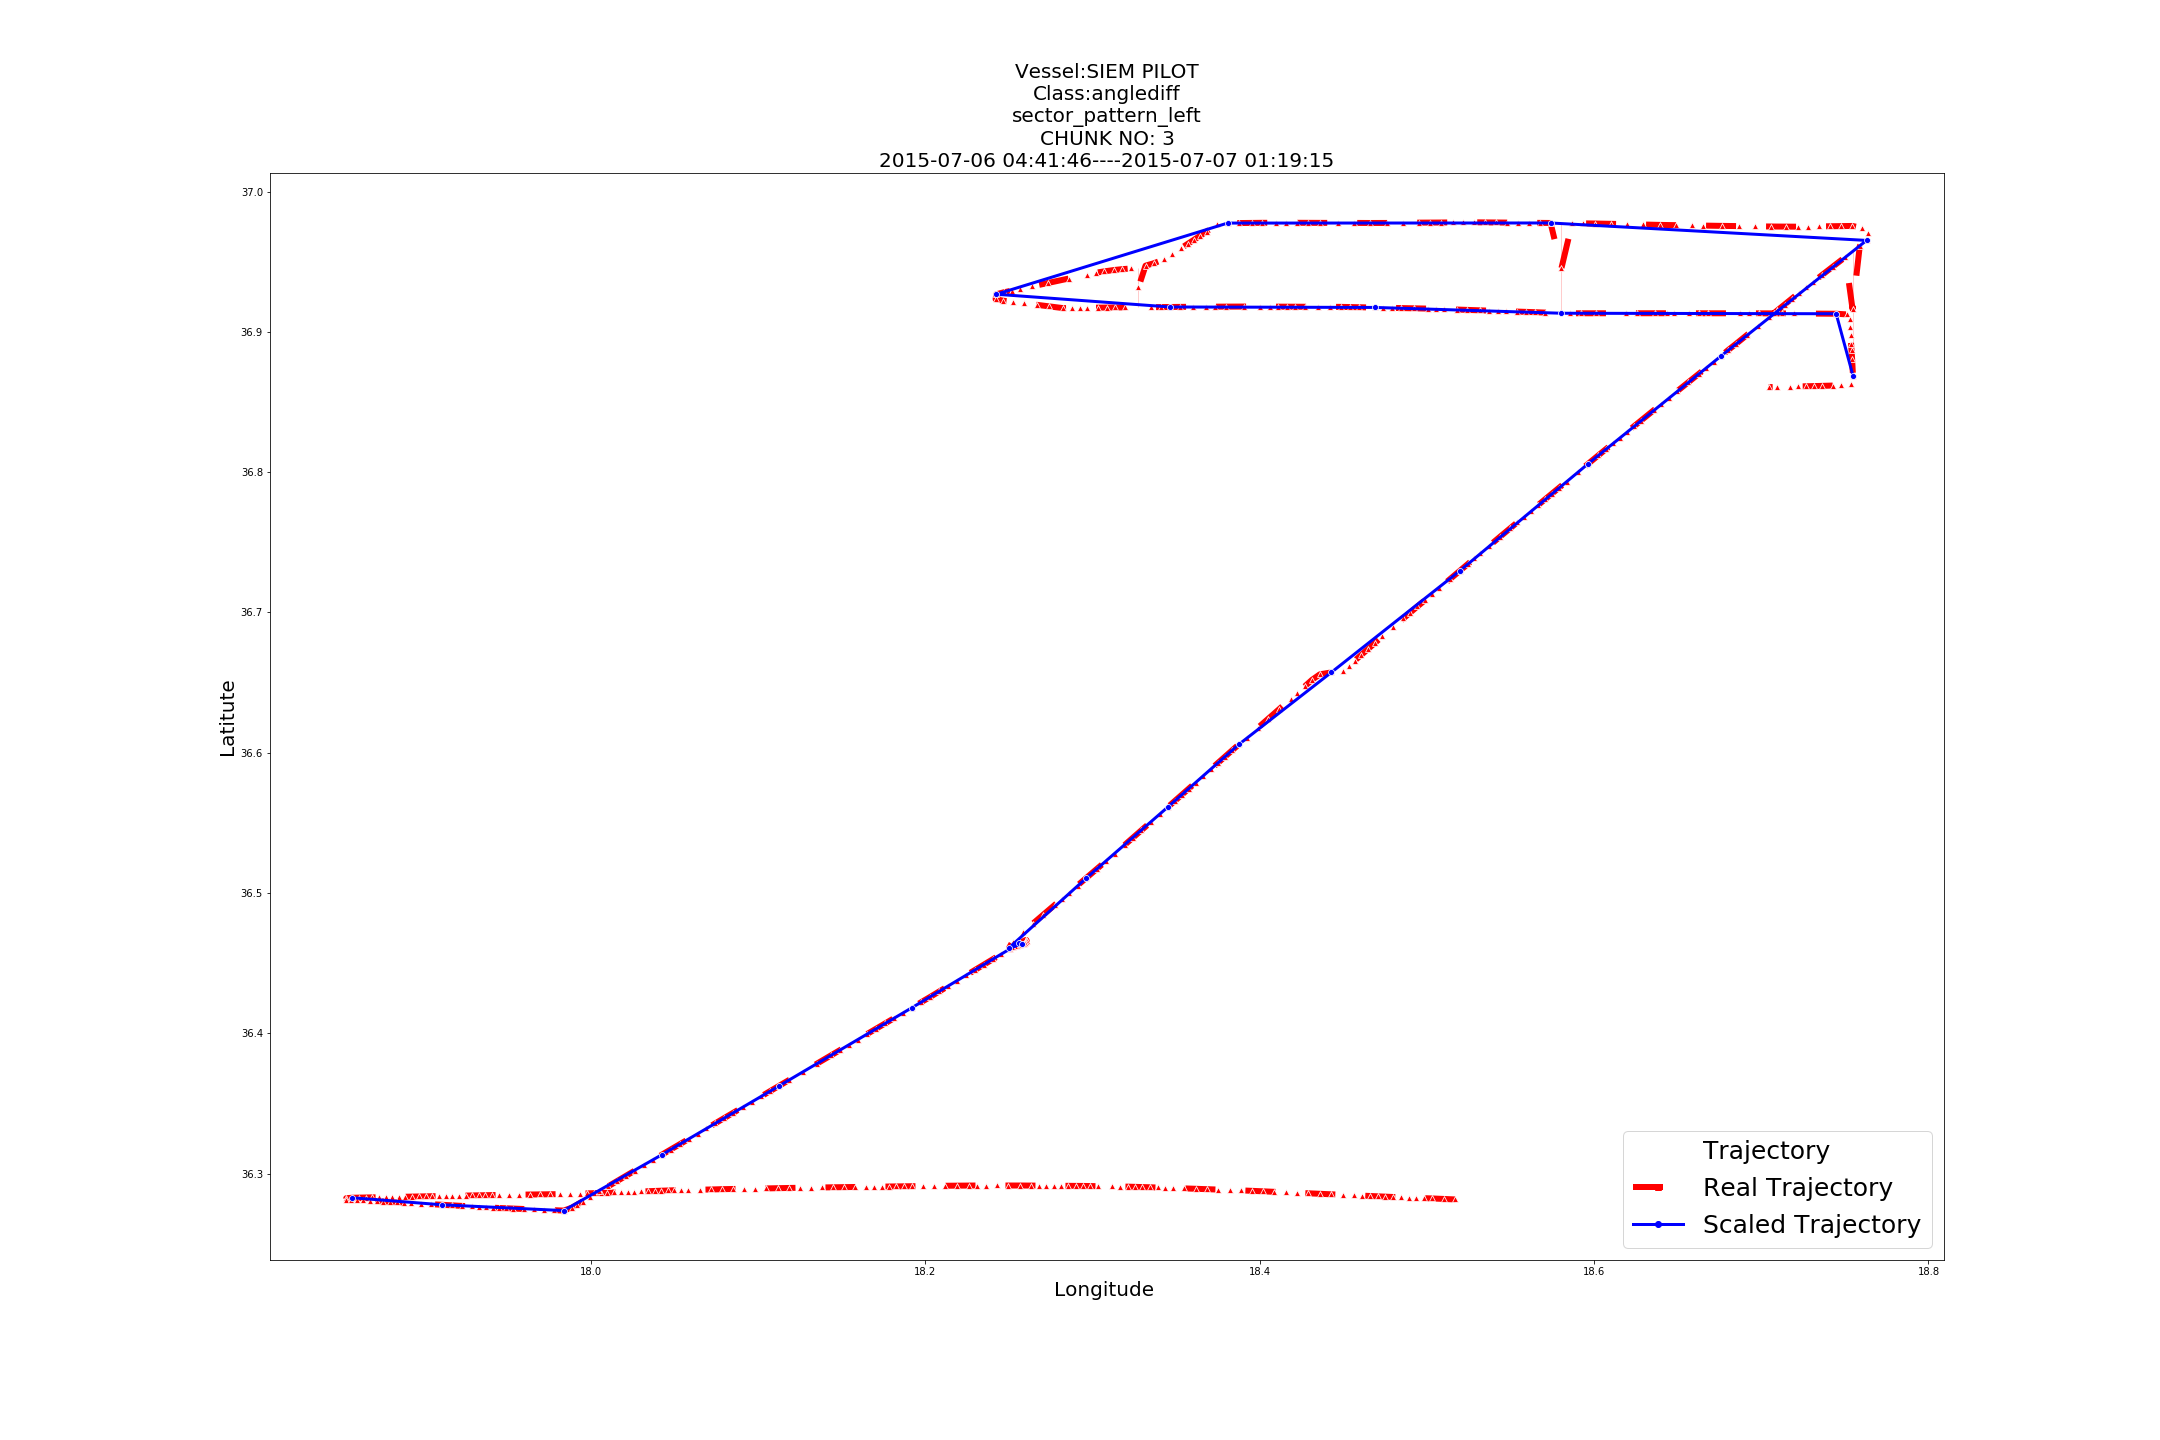 Vessel:SIEM PILOT
Class:anglediff
sector_pattern_left
CHUNK NO: 3
2015-07-06 04:41:46----2015-07-07 01:19:15
37.0
36.9
36.8
36.7
36.6
36.5
36.4
36.3
Latitute
18.0 18.2 18.4 18.6 18.8
Longitude
Trajectory
Real Trajectory
Scaled Trajectory